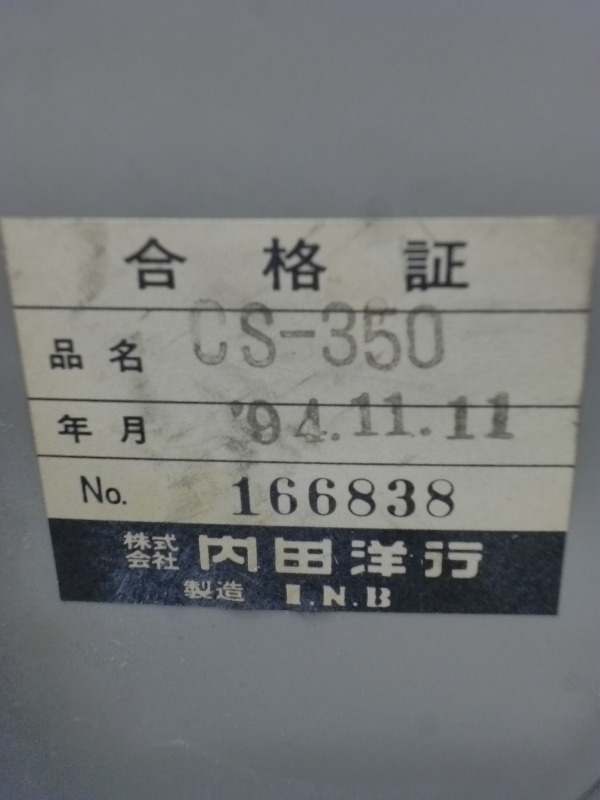 合格証
品名 CS-350
年月 '94.11.11
No. 166838
株式会社 内田洋行
製造 I.N.B